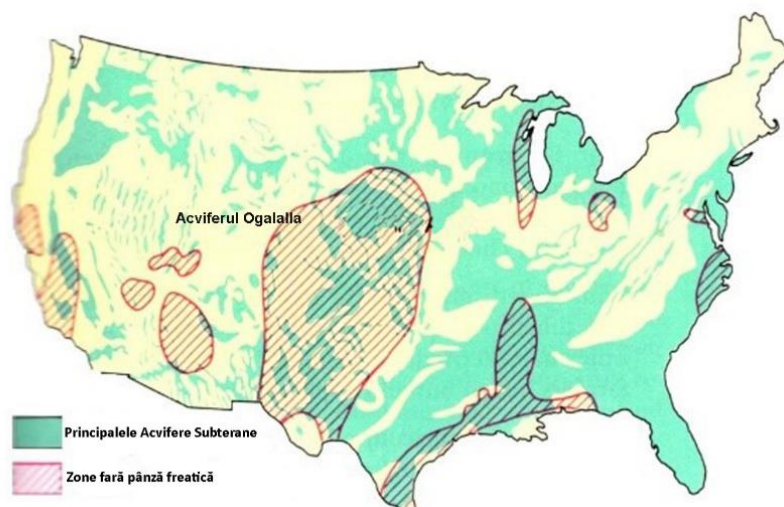 Acviferul Ogalalla
Principalele Acvifere Subterane
Zone fară pânză freatică